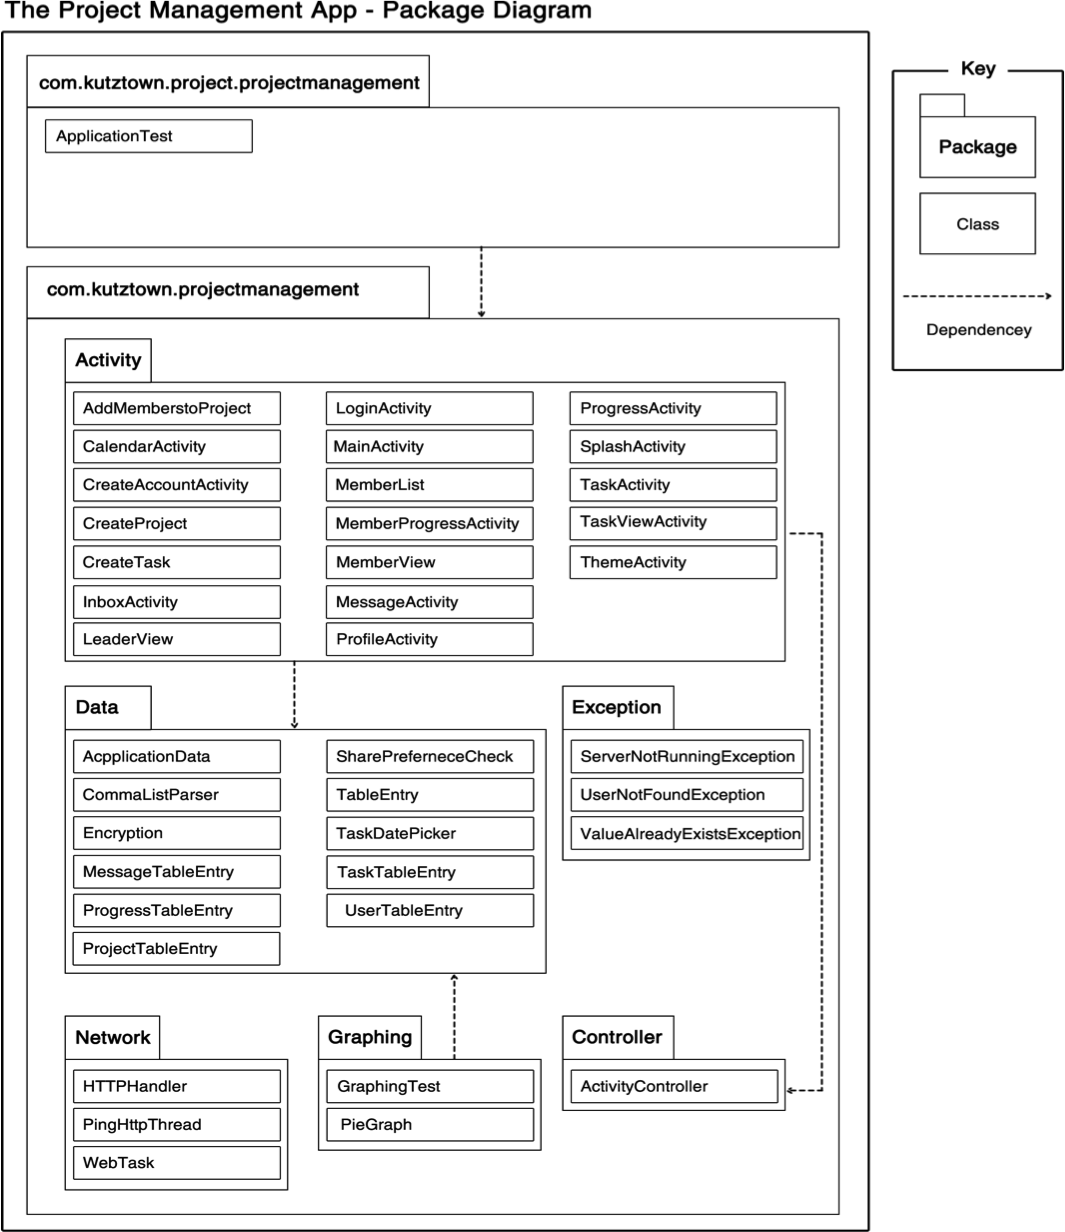 The Project Management App - Package Diagram
Key
Package
Class
Dependencey
com.kutztown.project.projectmanagement
ApplicationTest
com.kutztown.projectmanagement
Activity
AddMemberstoProject
CalendarActivity
CreateAccountActivity
CreateProject
CreateTask
InboxActivity
LeaderView
LoginActivity
MainActivity
MemberList
MemberProgressActivity
MemberView
MessageActivity
ProfileActivity
ProgressActivity
SplashActivity
TaskActivity
TaskViewActivity
ThemeActivity
Data
AcpplicationData
CommaListParser
Encryption
MessageTableEntry
ProgressTableEntry
ProjectTableEntry
SharePreferneceCheck
TableEntry
TaskDatePicker
TaskTableEntry
UserTableEntry
Exception
ServerNotRunningException
UserNotFoundException
ValueAlreadyExistsException
Network
HTTPHandler
PingHttpThread
WebTask
Graphing
GraphingTest
PieGraph
Controller
ActivityController